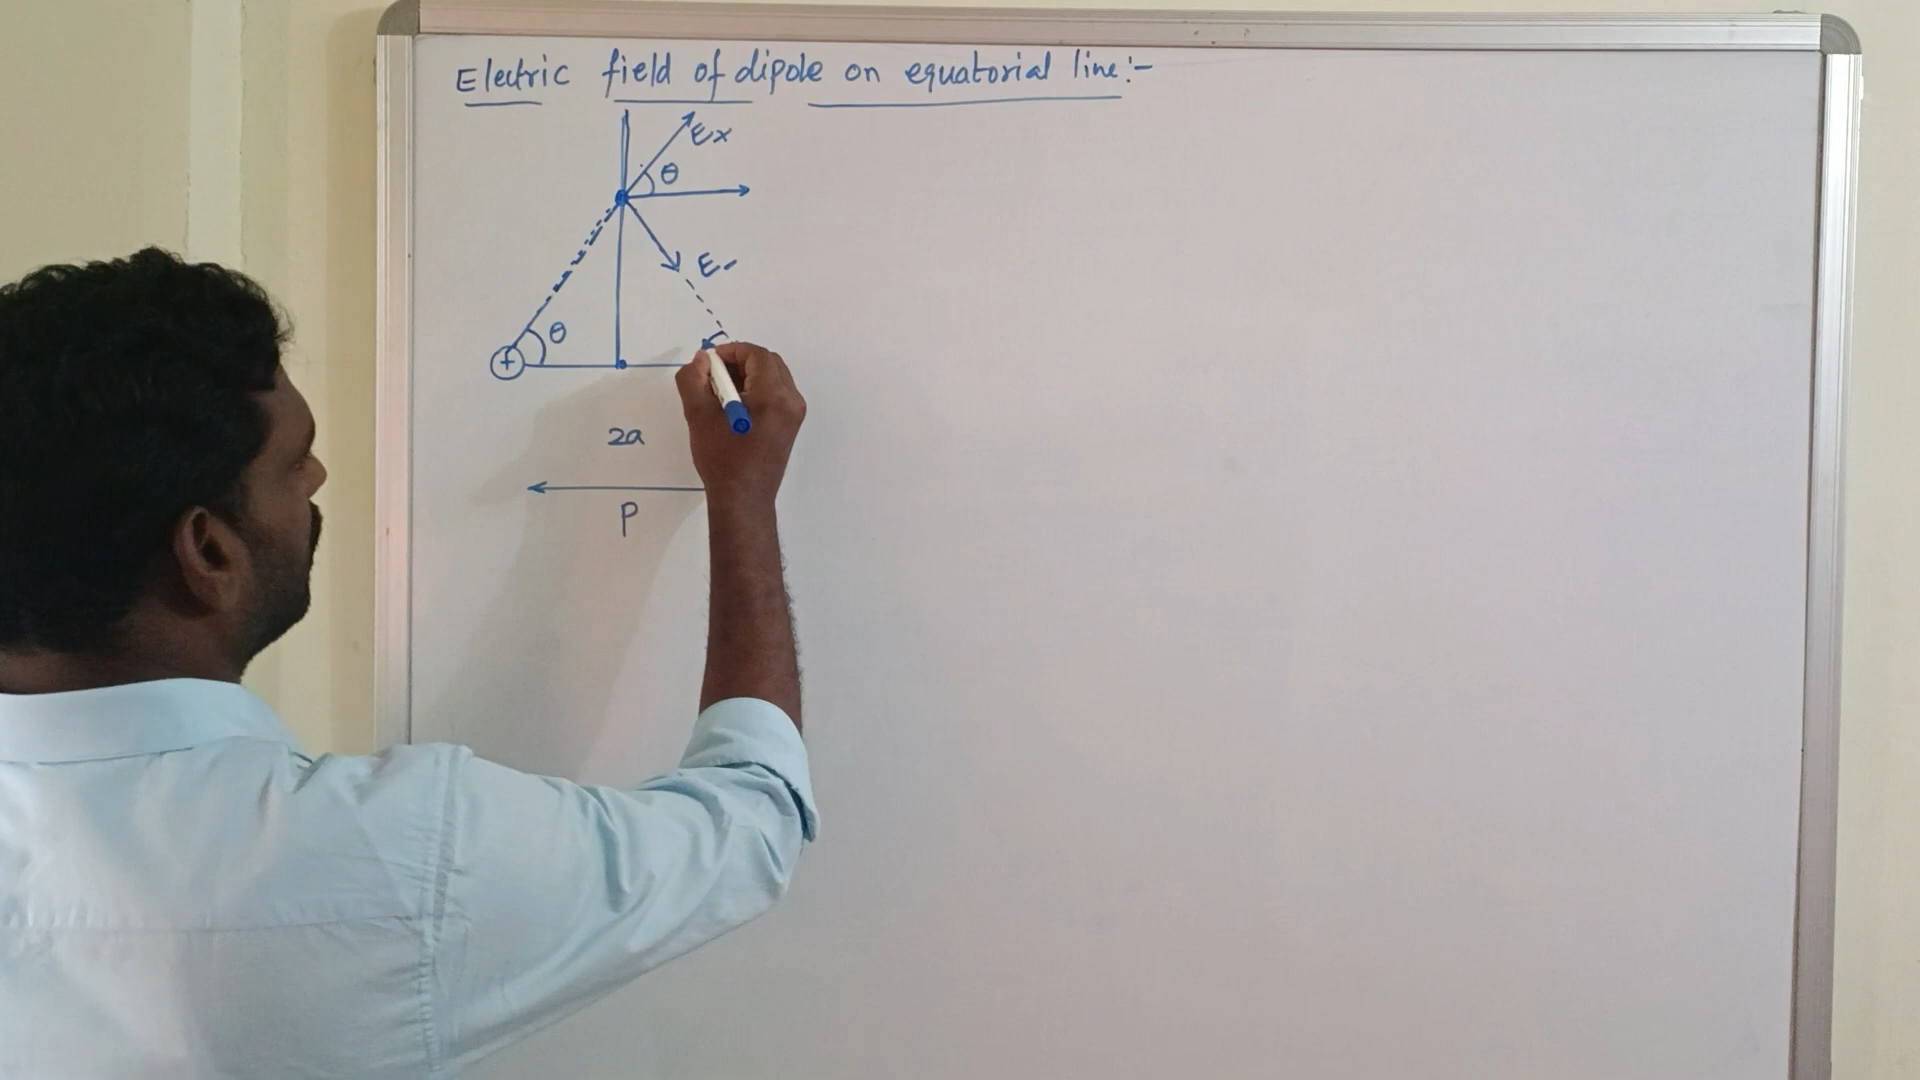 Electric field of dipole on equatorial line:-
E+
θ
E-
θ
+
2a
P